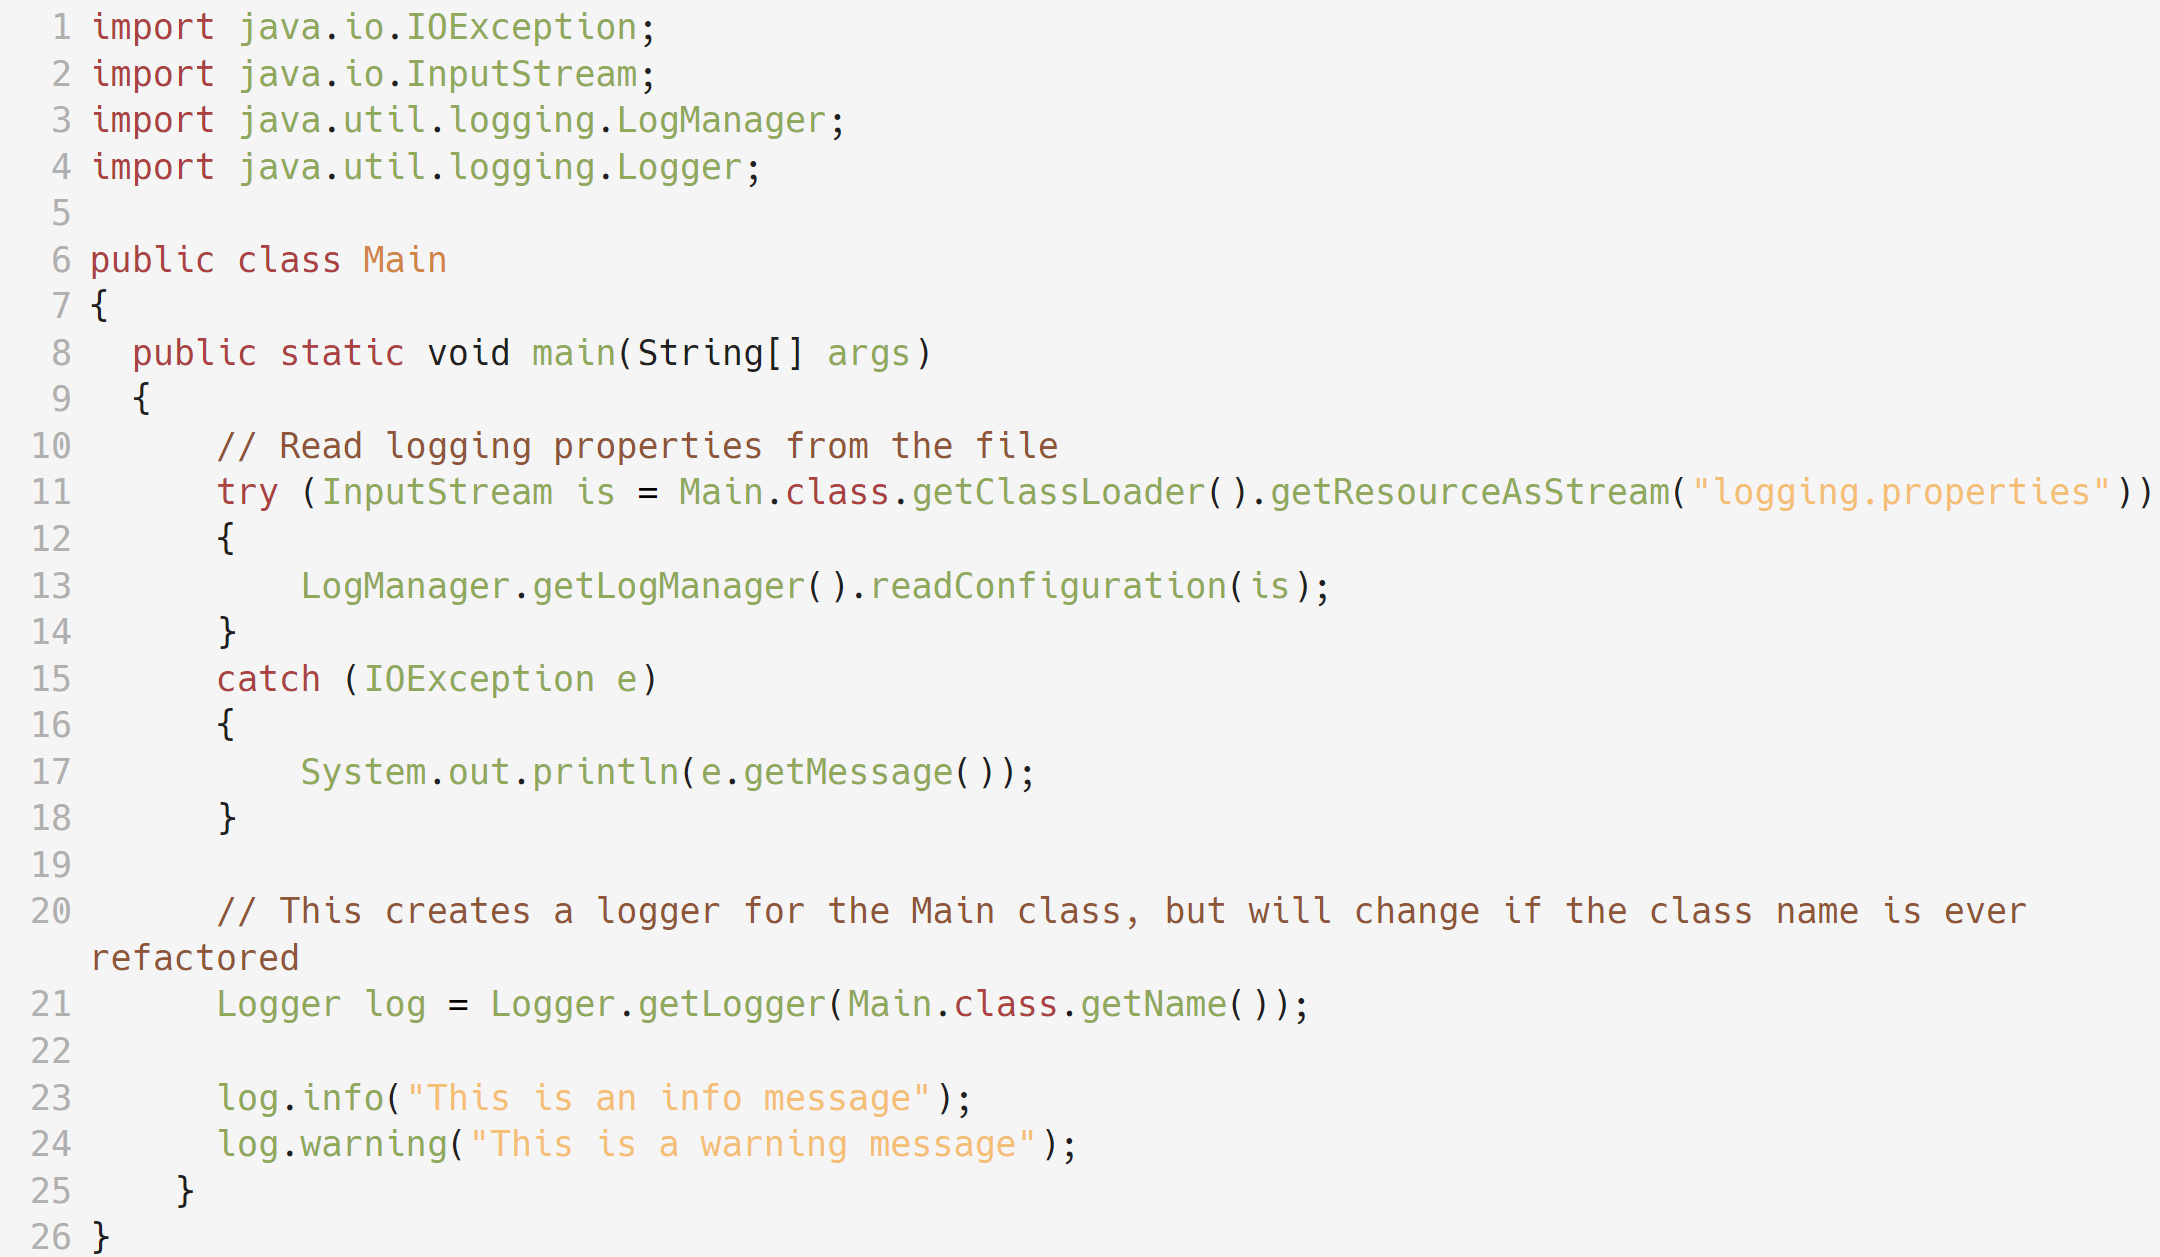 1 import java.io.IOException;
2 import java.io.InputStream;
3 import java.util.logging.LogManager;
4 import java.util.logging.Logger;
5
6 public class Main
7 {
8   public static void main(String[] args)
9   {
10       // Read logging properties from the file
11       try (InputStream is = Main.class.getClassLoader().getResourceAsStream("logging.properties"))
12       {
13           LogManager.getLogManager().readConfiguration(is);
14       }
15       catch (IOException e)
16       {
17           System.out.println(e.getMessage());
18       }
19
20       // This creates a logger for the Main class, but will change if the class name is ever
refactored
21       Logger log = Logger.getLogger(Main.class.getName());
22
23       log.info("This is an info message");
24       log.warning("This is a warning message");
25     }
26 }